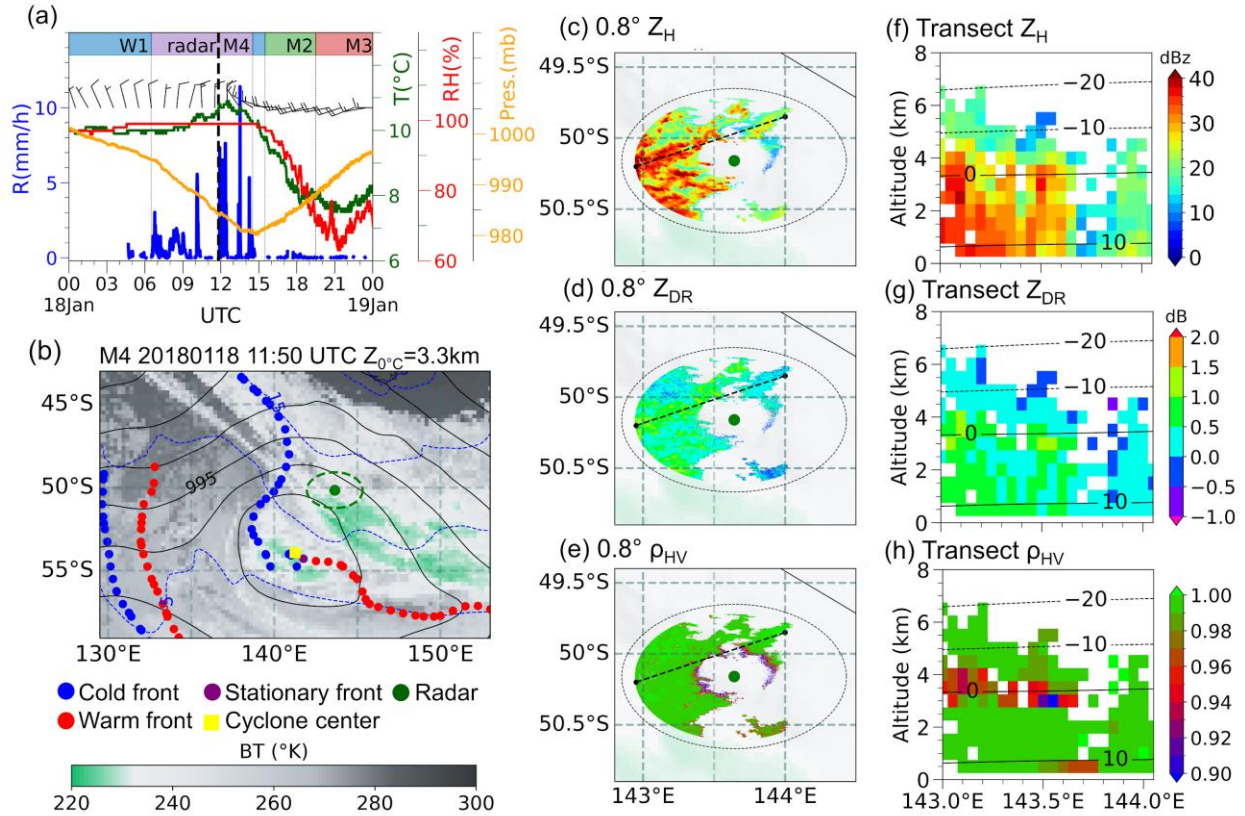 (a)
W1 radar M4 M2 M3
R(mm/h)
10
5
0
T(°C)
10
8
6
RH(%)
100
80
60
Pres.(mb)
1000
990
980
00 03 06 09 12 15 18 21 00
18Jan 19Jan
UTC
(b)
M4 20180118 11:50 UTC Z0°C=3.3km
45°S
50°S
55°S
15
995
5
130°E 140°E 150°E
Cold front Stationary front Radar
Warm front Cyclone center
BT (°K)
220 240 260 280 300
(c) 0.8° ZH
49.5°S
50°S
50.5°S
(d) 0.8° ZDR
49.5°S
50°S
50.5°S
(e) 0.8° ρHV
49.5°S
50°S
50.5°S
143°E 144°E
(f) Transect ZH
Altitude (km)
8
6
4
2
0
−20
−10
0
10
dBz
40
30
20
10
0
(g) Transect ZDR
Altitude (km)
8
6
4
2
0
−20
−10
0
10
dB
2.0
1.5
1.0
0.5
0.0
−0.5
−1.0
(h) Transect ρHV
Altitude (km)
8
6
4
2
0
−20
−10
0
10
1.00
0.98
0.96
0.94
0.92
0.90
143.0°E 143.5°E 144.0°E